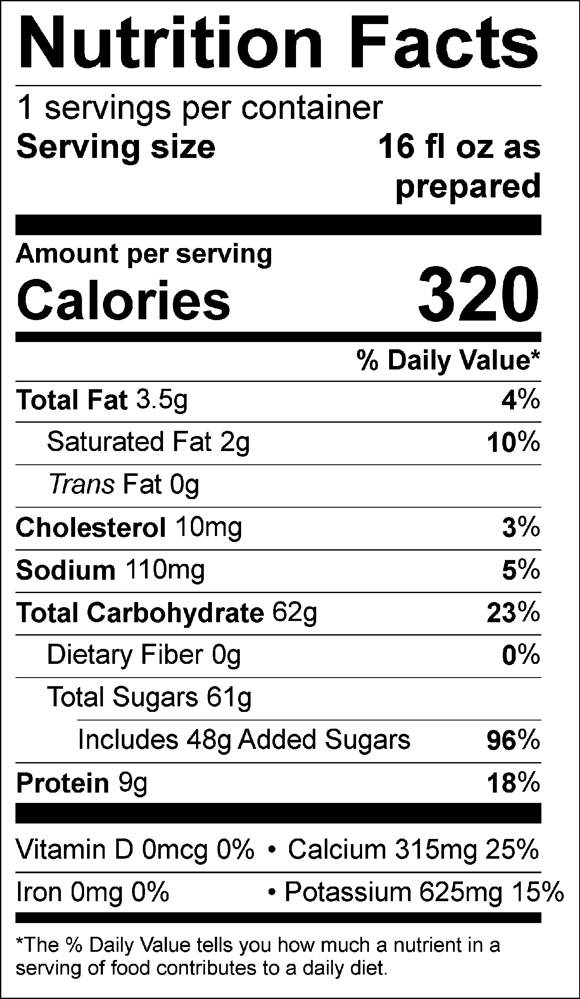 Nutrition Facts
1 servings per container
Serving size 16 fl oz as
prepared
Amount per serving
Calories 320
% Daily Value*
Total Fat 3.5g 4%
Saturated Fat 2g 10%
Trans Fat 0g
Cholesterol 10mg 3%
Sodium 110mg 5%
Total Carbohydrate 62g 23%
Dietary Fiber 0g 0%
Total Sugars 61g
Includes 48g Added Sugars 96%
Protein 9g 18%
Vitamin D 0mcg 0% • Calcium 315mg 25%
Iron 0mg 0% • Potassium 625mg 15%
*The % Daily Value tells you how much a nutrient in a
serving of food contributes to a daily diet.